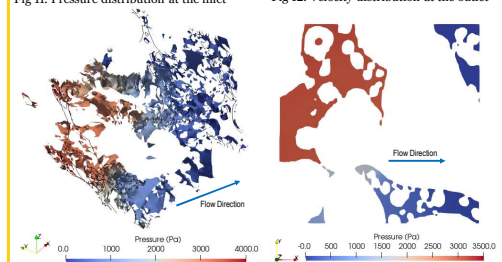 Fig 11. Pressure distribution at the inlet
Fig 12. Velocity distribution at the outlet
Flow Direction
Flow Direction
Pressure (Pa)
0.0 1000 2000 3000 4000.0
Pressure (Pa)
-0.0 500 1000 1500 2000 2500 3000 3500.0